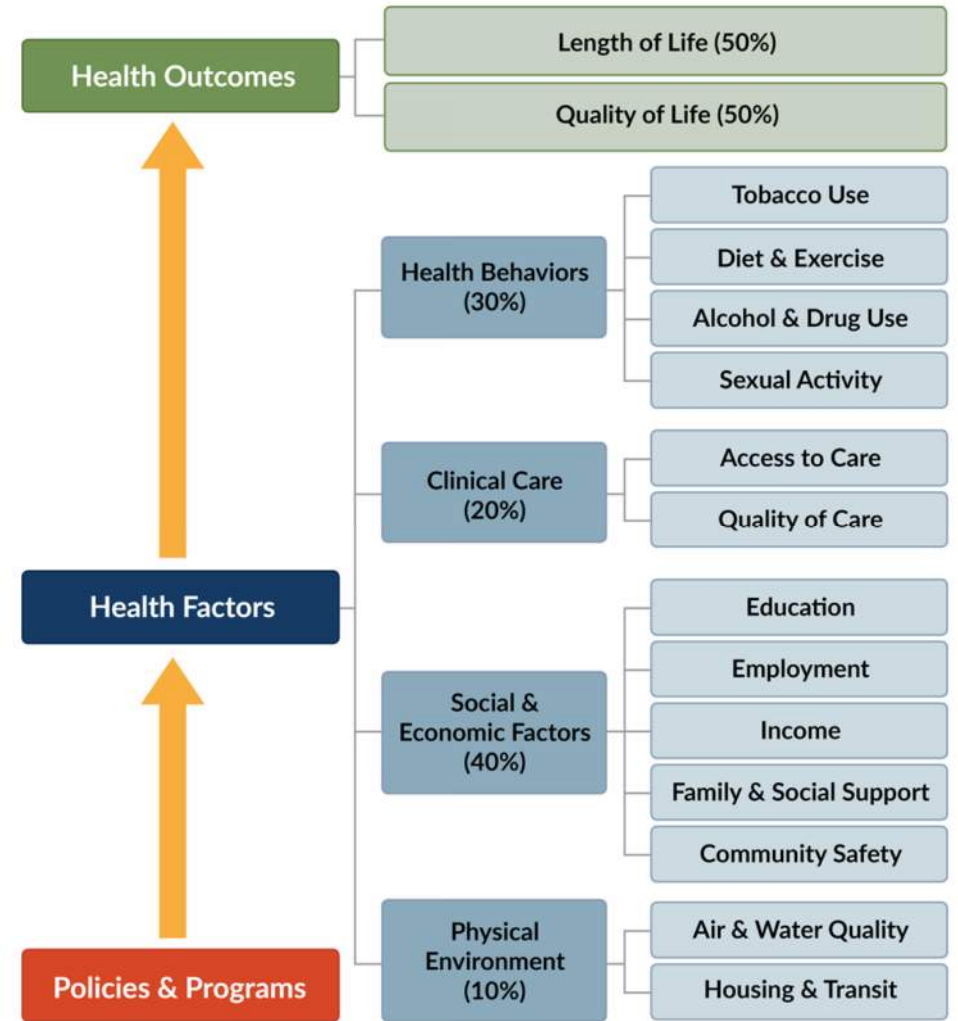 Health Outcomes
Length of Life (50%)
Quality of Life (50%)
Health Factors
Health Behaviors
(30%)
Tobacco Use
Diet & Exercise
Alcohol & Drug Use
Sexual Activity
Clinical Care
(20%)
Access to Care
Quality of Care
Social &
Economic Factors
(40%)
Education
Employment
Income
Family & Social Support
Community Safety
Physical
Environment
(10%)
Air & Water Quality
Housing & Transit
Policies & Programs